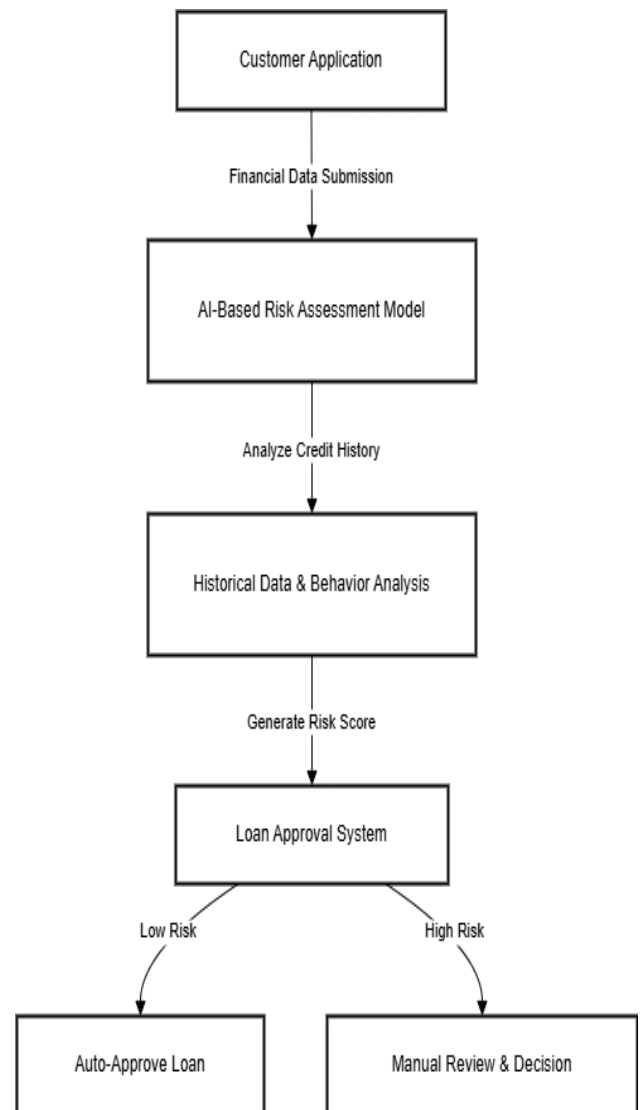 Customer Application
Financial Data Submission
AI-Based Risk Assessment Model
Analyze Credit History
Historical Data & Behavior Analysis
Generate Risk Score
Loan Approval System
Low Risk
High Risk
Auto-Approve Loan
Manual Review & Decision